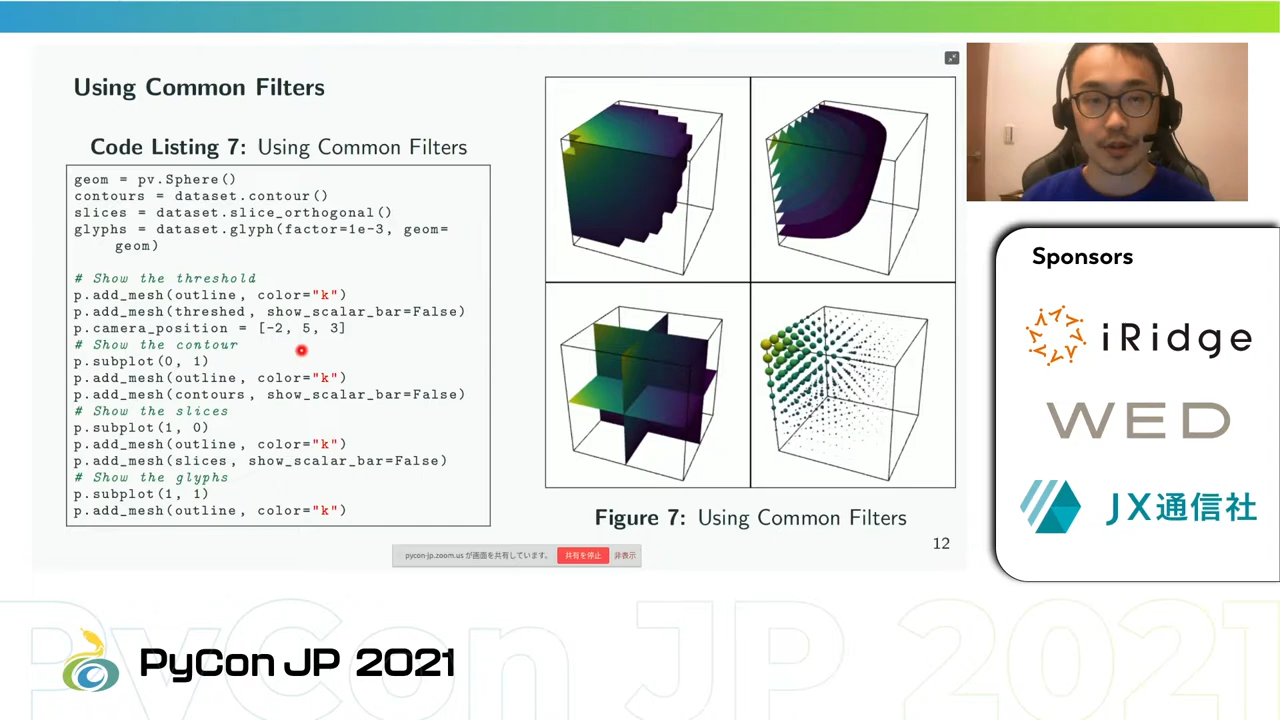 Using Common Filters
Code Listing 7: Using Common Filters
geom = pv.Sphere()
contours = dataset.contour()
slices = dataset.slice_orthogonal()
glyphs = dataset.glyph(factor=1e-3, geom=
geom)
# Show the threshold
p.add_mesh(outline, color="k")
p.add_mesh(threshed, show_scalar_bar=False)
p.camera_position = [-2, 5, 3]
# Show the contour
p.subplot(0, 1)
p.add_mesh(outline, color="k")
p.add_mesh(contours, show_scalar_bar=False)
# Show the slices
p.subplot(1, 0)
p.add_mesh(outline, color="k")
p.add_mesh(slices, show_scalar_bar=False)
# Show the glyphs
p.subplot(1, 1)
p.add_mesh(outline, color="k")
Figure 7: Using Common Filters
12
pycon-jp.zoom.us が画面を共有しています。 共有を停止 非表示
Sponsors
iRidge
WED
JX通信社
PyCon JP 2021
PyCon JP 2021